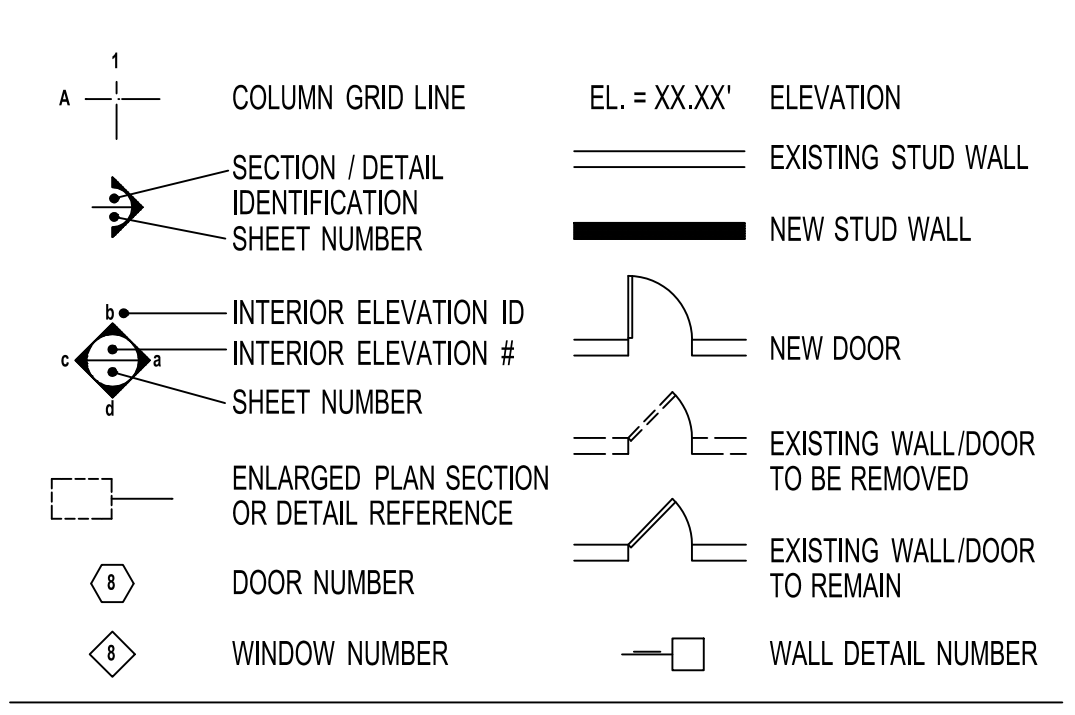 1
A
COLUMN GRID LINE
SECTION / DETAIL
IDENTIFICATION
SHEET NUMBER
b
INTERIOR ELEVATION ID
c
a
INTERIOR ELEVATION #
d
SHEET NUMBER
ENLARGED PLAN SECTION
OR DETAIL REFERENCE
8
DOOR NUMBER
8
WINDOW NUMBER
EL. = XX.XX' ELEVATION
EXISTING STUD WALL
NEW STUD WALL
NEW DOOR
EXISTING WALL/DOOR
TO BE REMOVED
EXISTING WALL/DOOR
TO REMAIN
WALL DETAIL NUMBER